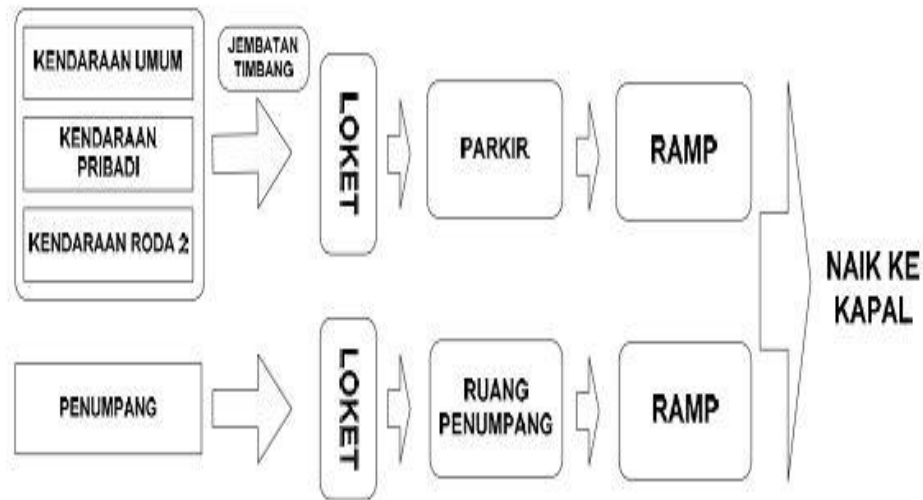 KENDARAAN UMUM
KENDARAAN
PRIBADI
KENDARAAN RODA 2
JEMBATAN
TIMBANG
LOKET
PARKIR
RAMP
PENUMPANG
LOKET
RUANG
PENUMPANG
RAMP
NAIK KE
KAPAL